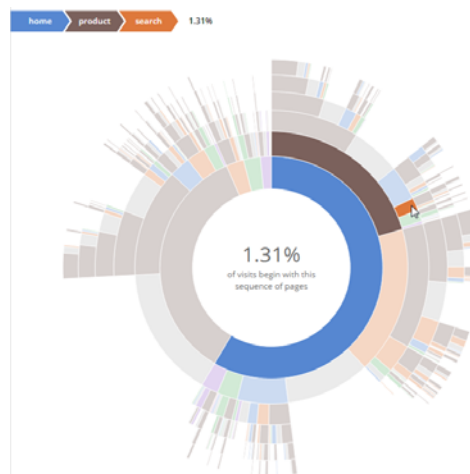 home product search 1.31%
1.31%
of visits begin with this
sequence of pages